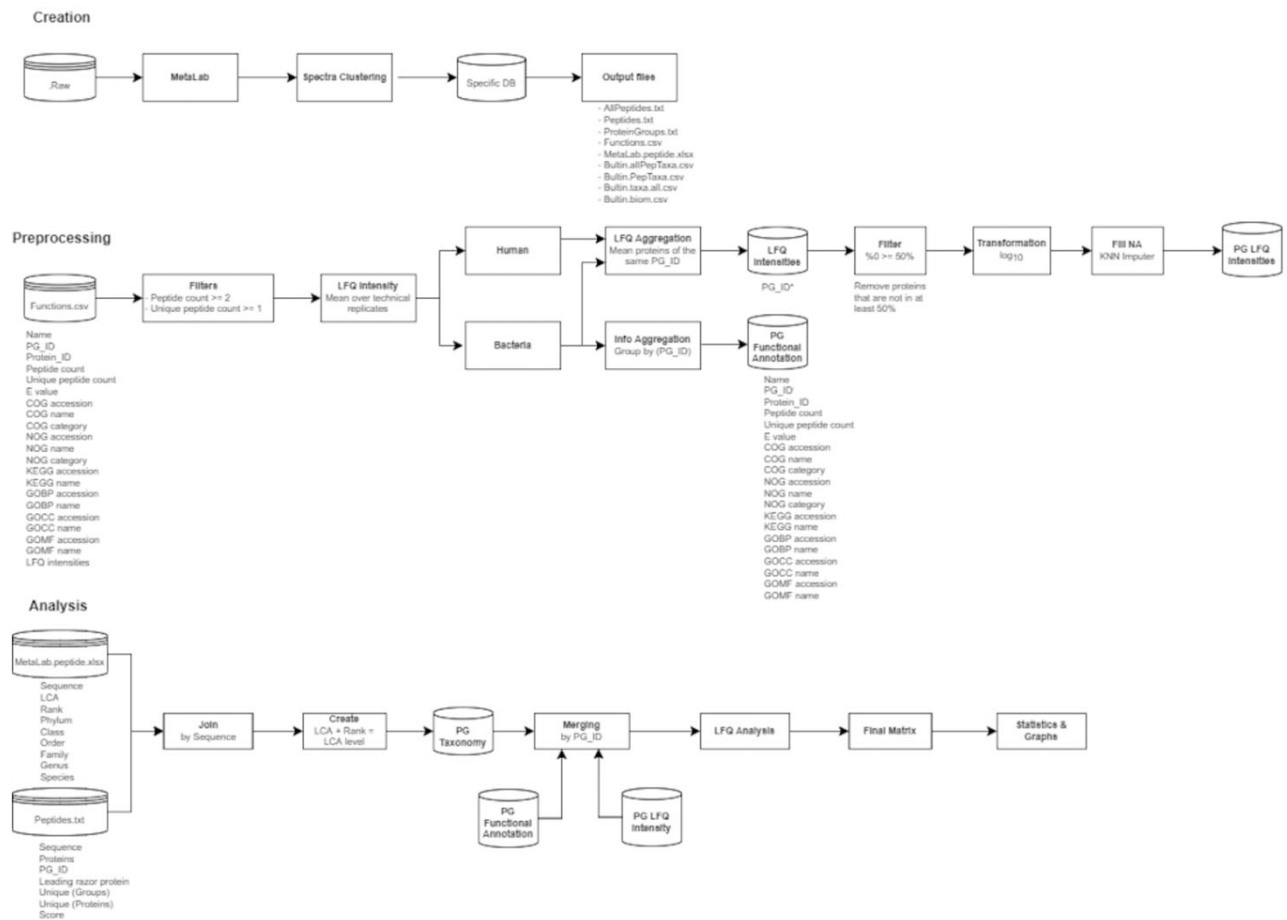 Creation
.Raw
MetaLab
Spectra Clustering
Specific DB
Output files
- AllPeptides.txt
- Peptides.txt
- ProteinGroups.txt
- Functions.csv
- MetaLab.peptide.xlsx
- Bultin.allPepTaxa.csv
- Bultin.PepTaxa.csv
- Bultin.taxa.all.csv
- Bultin.biom.csv
Preprocessing
Functions.csv
Name
PG_ID
Protein_ID
Peptide count
Unique peptide count
E value
COG accession
COG name
COG category
NOG accession
NOG name
NOG category
KEGG accession
KEGG name
GOBP accession
GOBP name
GOCC accession
GOCC name
GOMF accession
GOMF name
LFQ intensities
Filters
- Peptide count >= 2
- Unique peptide count >= 1
LFQ Intensity
Mean over technical
replicates
Human
Bacteria
LFQ Aggregation
Mean proteins of the
same PG_ID
LFQ
Intensities
PG_ID*
Filter
%0 >= 50%
Remove proteins
that are not in at
least 50%
Transformation
log10
Fill NA
KNN Imputer
PG LFQ
Intensities
Info Aggregation
Group by (PG_ID)
PG
Functional
Annotation
Name
PG_ID
Protein_ID
Peptide count
Unique peptide count
E value
COG accession
COG name
COG category
NOG accession
NOG name
NOG category
KEGG accession
KEGG name
GOBP accession
GOBP name
GOCC accession
GOCC name
GOMF accession
GOMF name
Analysis
MetaLab.peptide.xlsx
Sequence
LCA
Rank
Phylum
Class
Order
Family
Genus
Species
Peptides.txt
Sequence
Proteins
PG_ID
Leading razor protein
Unique (Groups)
Unique (Proteins)
Score
Join
by Sequence
Create
LCA + Rank =
LCA level
PG
Taxonomy
Merging
by PG_ID
PG
Functional
Annotation
PG LFQ
Intensity
LFQ Analysis
Final Matrix
Statistics &
Graphs